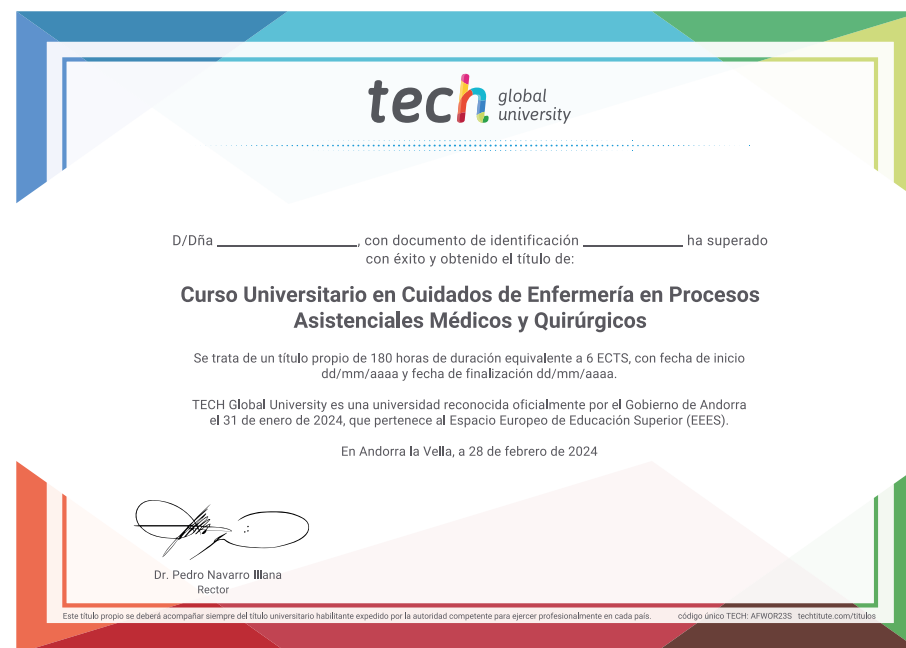 tech global university
D/Dña ____________________, con documento de identificación ______________ ha superado
con éxito y obtenido el título de:
Curso Universitario en Cuidados de Enfermería en Procesos
Asistenciales Médicos y Quirúrgicos
Se trata de un título propio de 180 horas de duración equivalente a 6 ECTS, con fecha de inicio
dd/mm/aaaa y fecha de finalización dd/mm/aaaa.
TECH Global University es una universidad reconocida oficialmente por el Gobierno de Andorra
el 31 de enero de 2024, que pertenece al Espacio Europeo de Educación Superior (EEES).
En Andorra la Vella, a 28 de febrero de 2024
Dr. Pedro Navarro Illana
Rector
Este título propio se deberá acompañar siempre del título universitario habilitante expedido por la autoridad competente para ejercer profesionalmente en cada país. código único TECH: AFWOR23S techtitute.com/titulos